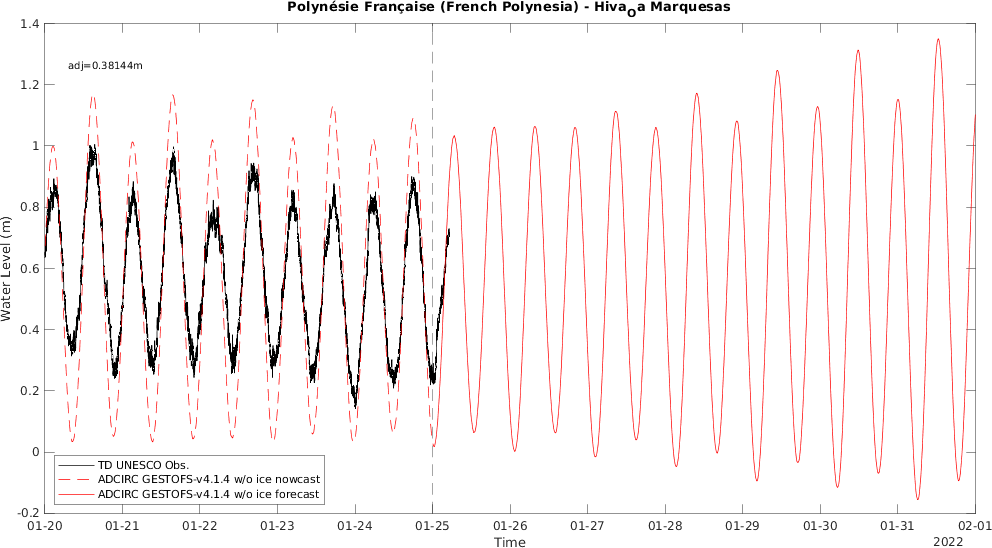 Polynésie Française (French Polynesia) - HivaOa Marquesas
adj=0.38144m
Water Level (m)
1.4
1.2
1
0.8
0.6
0.4
0.2
0
-0.2
TD UNESCO Obs.
ADCIRC GESTOFS-v4.1.4 w/o ice nowcast
ADCIRC GESTOFS-v4.1.4 w/o ice forecast
01-20 01-21 01-22 01-23 01-24 01-25 01-26 01-27 01-28 01-29 01-30 01-31 02-01
Time
2022